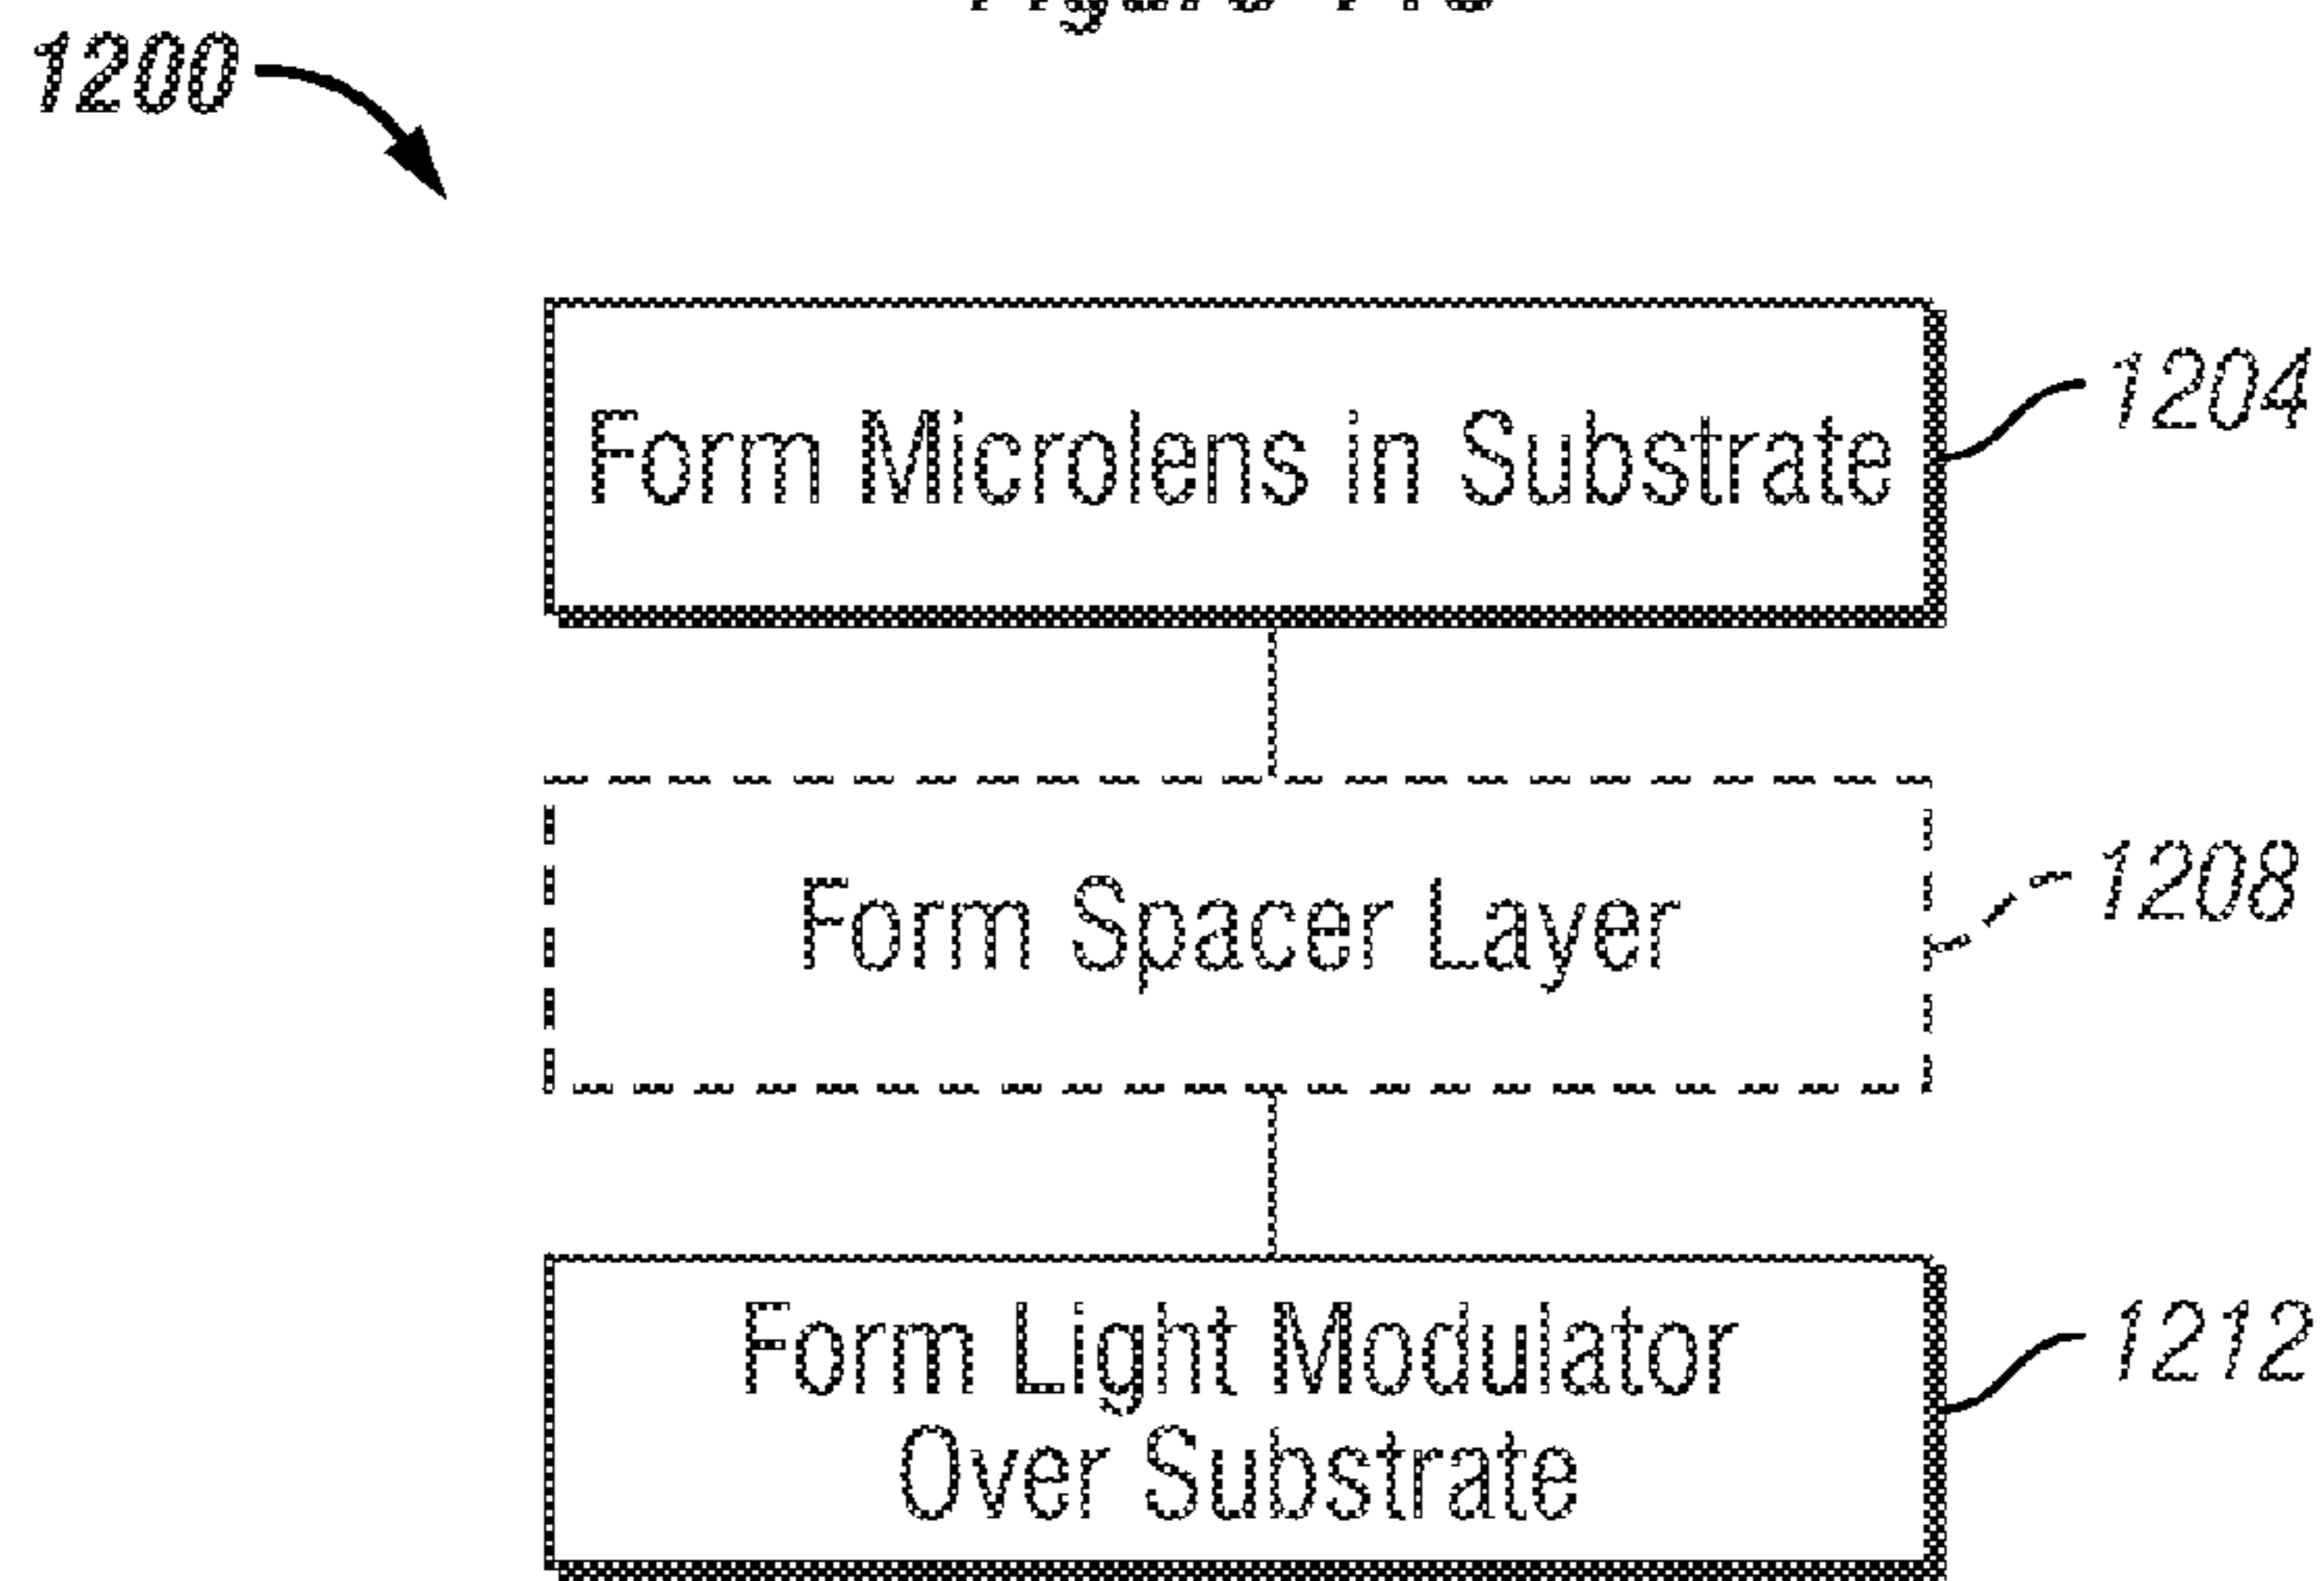 1200
Form Microlens in Substrate
1204
Form Spacer Layer
1208
Form Light Modulator
Over Substrate
1212